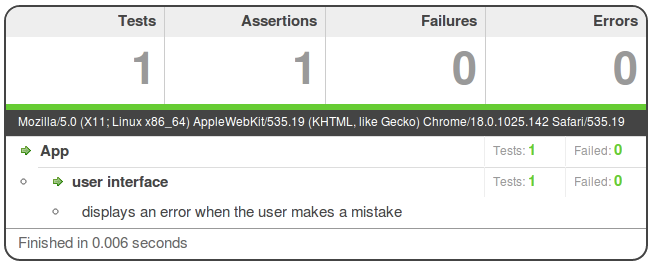 Tests Assertions Failures Errors
1 1 0 0
Mozilla/5.0 (X11; Linux x86_64) AppleWebKit/535.19 (KHTML, like Gecko) Chrome/18.0.1025.142 Safari/535.19
App Tests: 1 Failed: 0
user interface Tests: 1 Failed: 0
displays an error when the user makes a mistake
Finished in 0.006 seconds